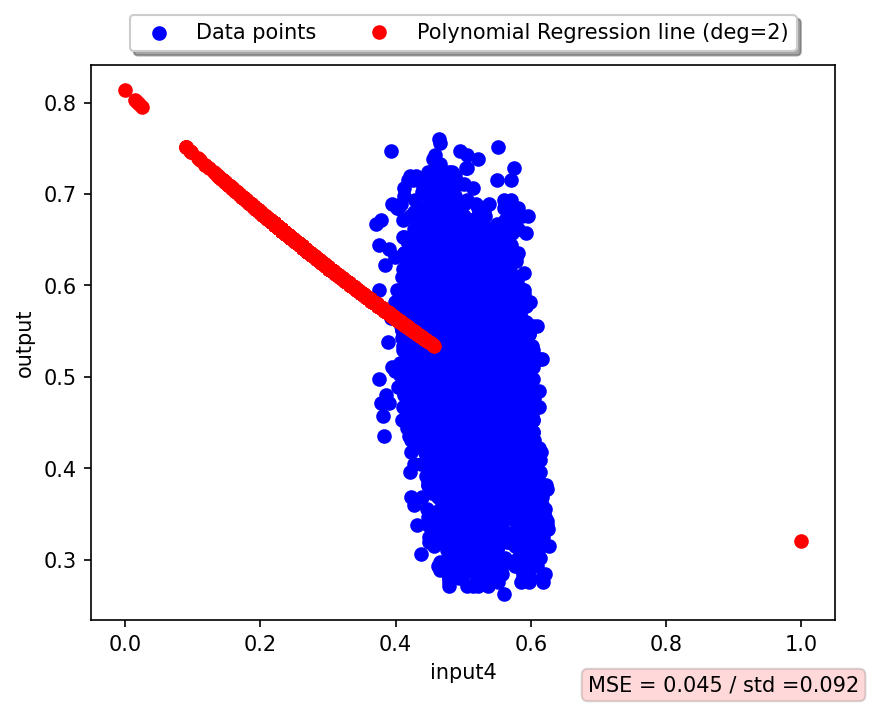 Data points
Polynomial Regression line (deg=2)
0.8
0.7
0.6
0.5
0.4
0.3
output
0.0 0.2 0.4 0.6 0.8 1.0
input4
MSE = 0.045 / std =0.092